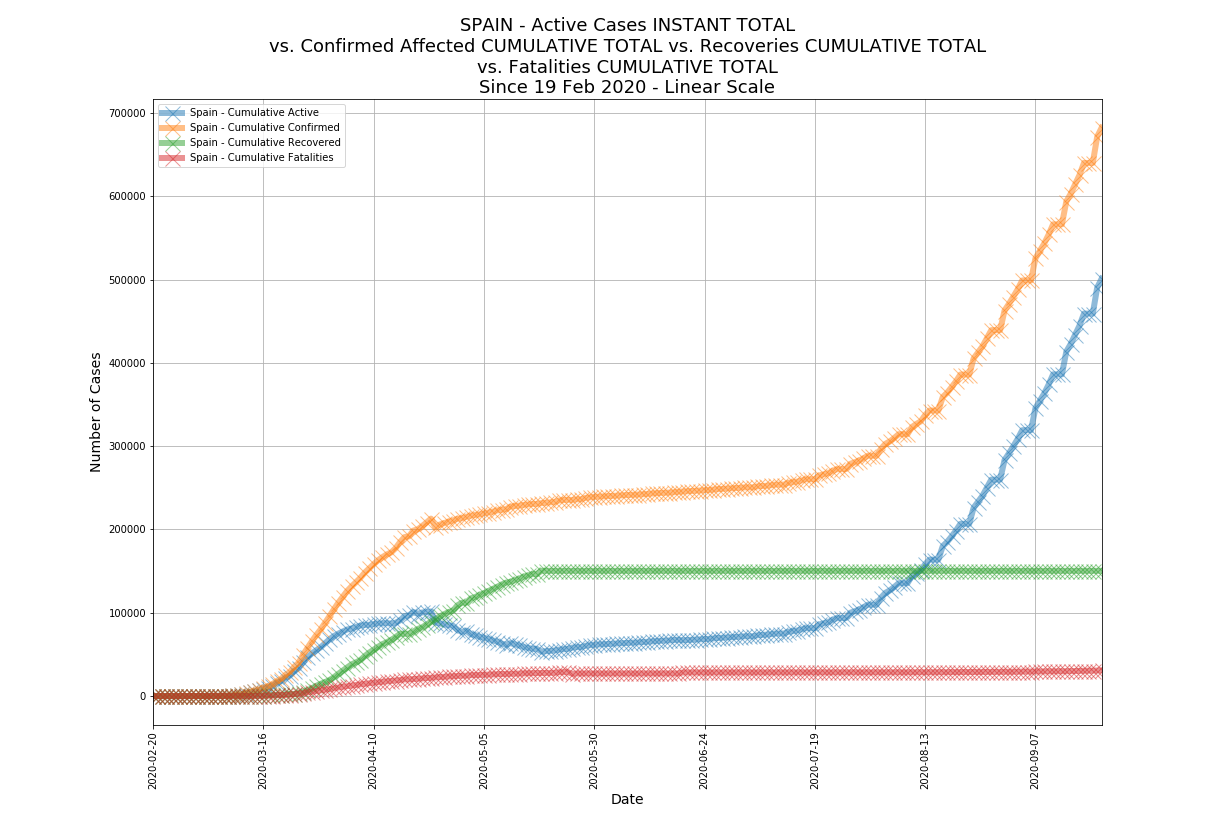 SPAIN - Active Cases INSTANT TOTAL
vs. Confirmed Affected CUMULATIVE TOTAL vs. Recoveries CUMULATIVE TOTAL
vs. Fatalities CUMULATIVE TOTAL
Since 19 Feb 2020 - Linear Scale
Spain - Cumulative Active
Spain - Cumulative Confirmed
Spain - Cumulative Recovered
Spain - Cumulative Fatalities
700000
600000
500000
400000
300000
200000
100000
0
Number of Cases
2020-02-20
2020-03-16
2020-04-10
2020-05-05
2020-05-30
2020-06-24
2020-07-19
2020-08-13
2020-09-07
Date